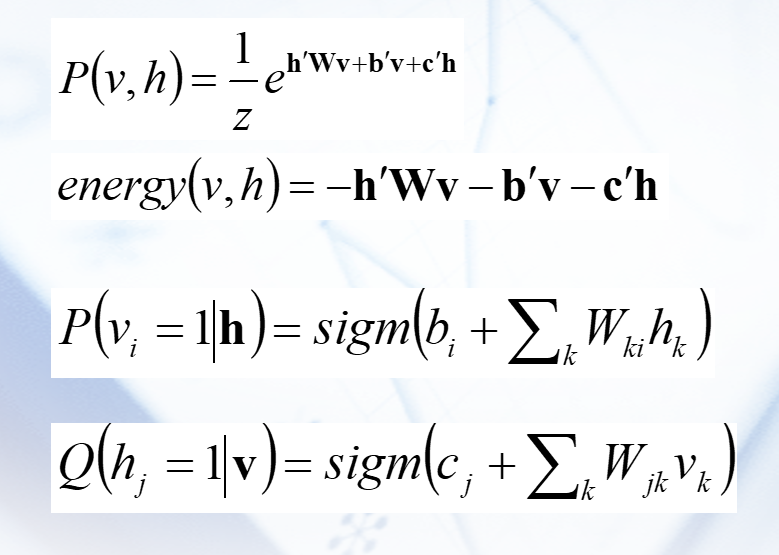 P(v, h) = 1/z e^{h′Wv+b′v+c′h}
energy(v, h) = −h′Wv − b′v − c′h
P(v_i = 1|h) = sigm(b_i + ∑_k W_{ki} h_k)
Q(h_j = 1|v) = sigm(c_j + ∑_k W_{jk} v_k)